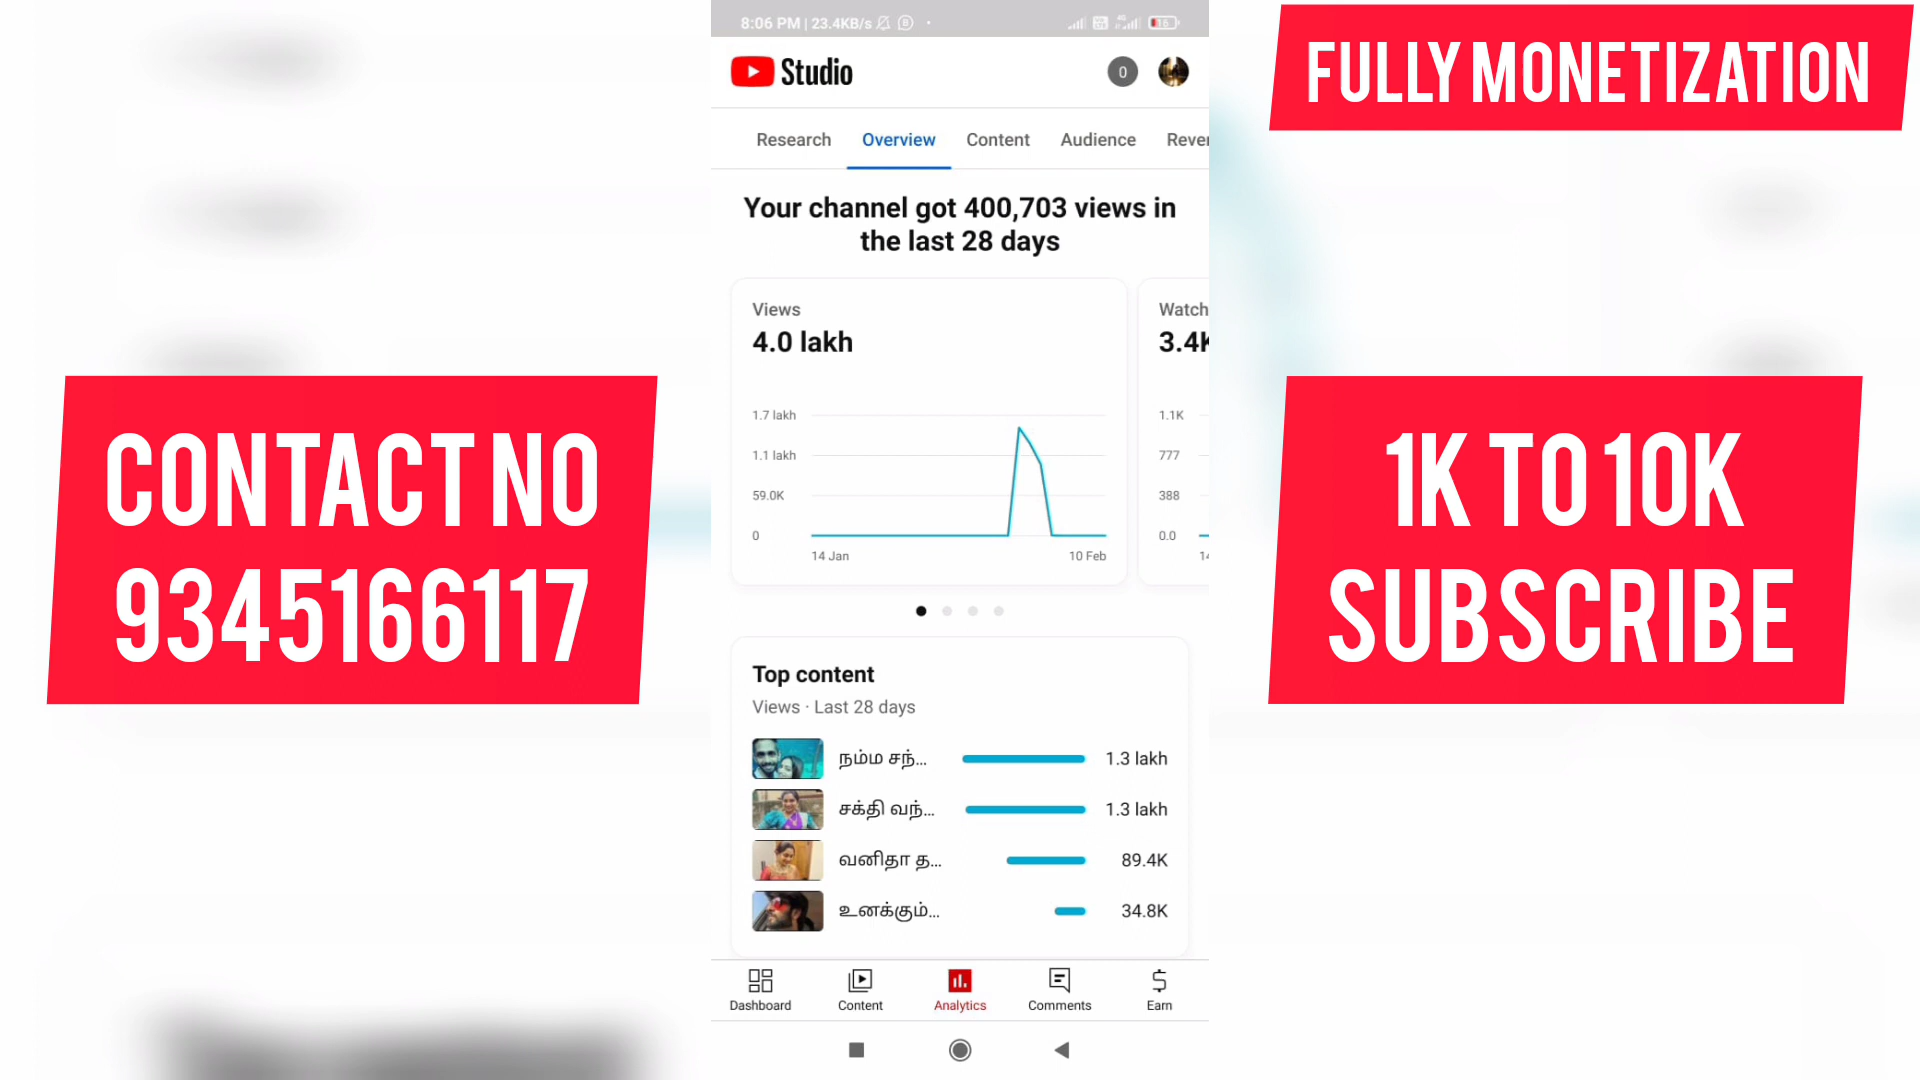 8:06 PM | 23.4KB/s
4G
16
Studio
0
FULLY MONETIZATION
Research Overview Content Audience Reve
Your channel got 400,703 views in
the last 28 days
Views
4.0 lakh
1.7 lakh
1.1 lakh
59.0K
0
14 Jan 10 Feb
Watch
3.4K
1.1K
777
388
0.0
14
CONTACT NO
9345166117
1K TO 10K
SUBSCRIBE
Top content
Views · Last 28 days
நம்ம சந்... 1.3 lakh
சக்தி வந்... 1.3 lakh
வனிதா த... 89.4K
உனக்கும்... 34.8K
Dashboard Content Analytics Comments Earn